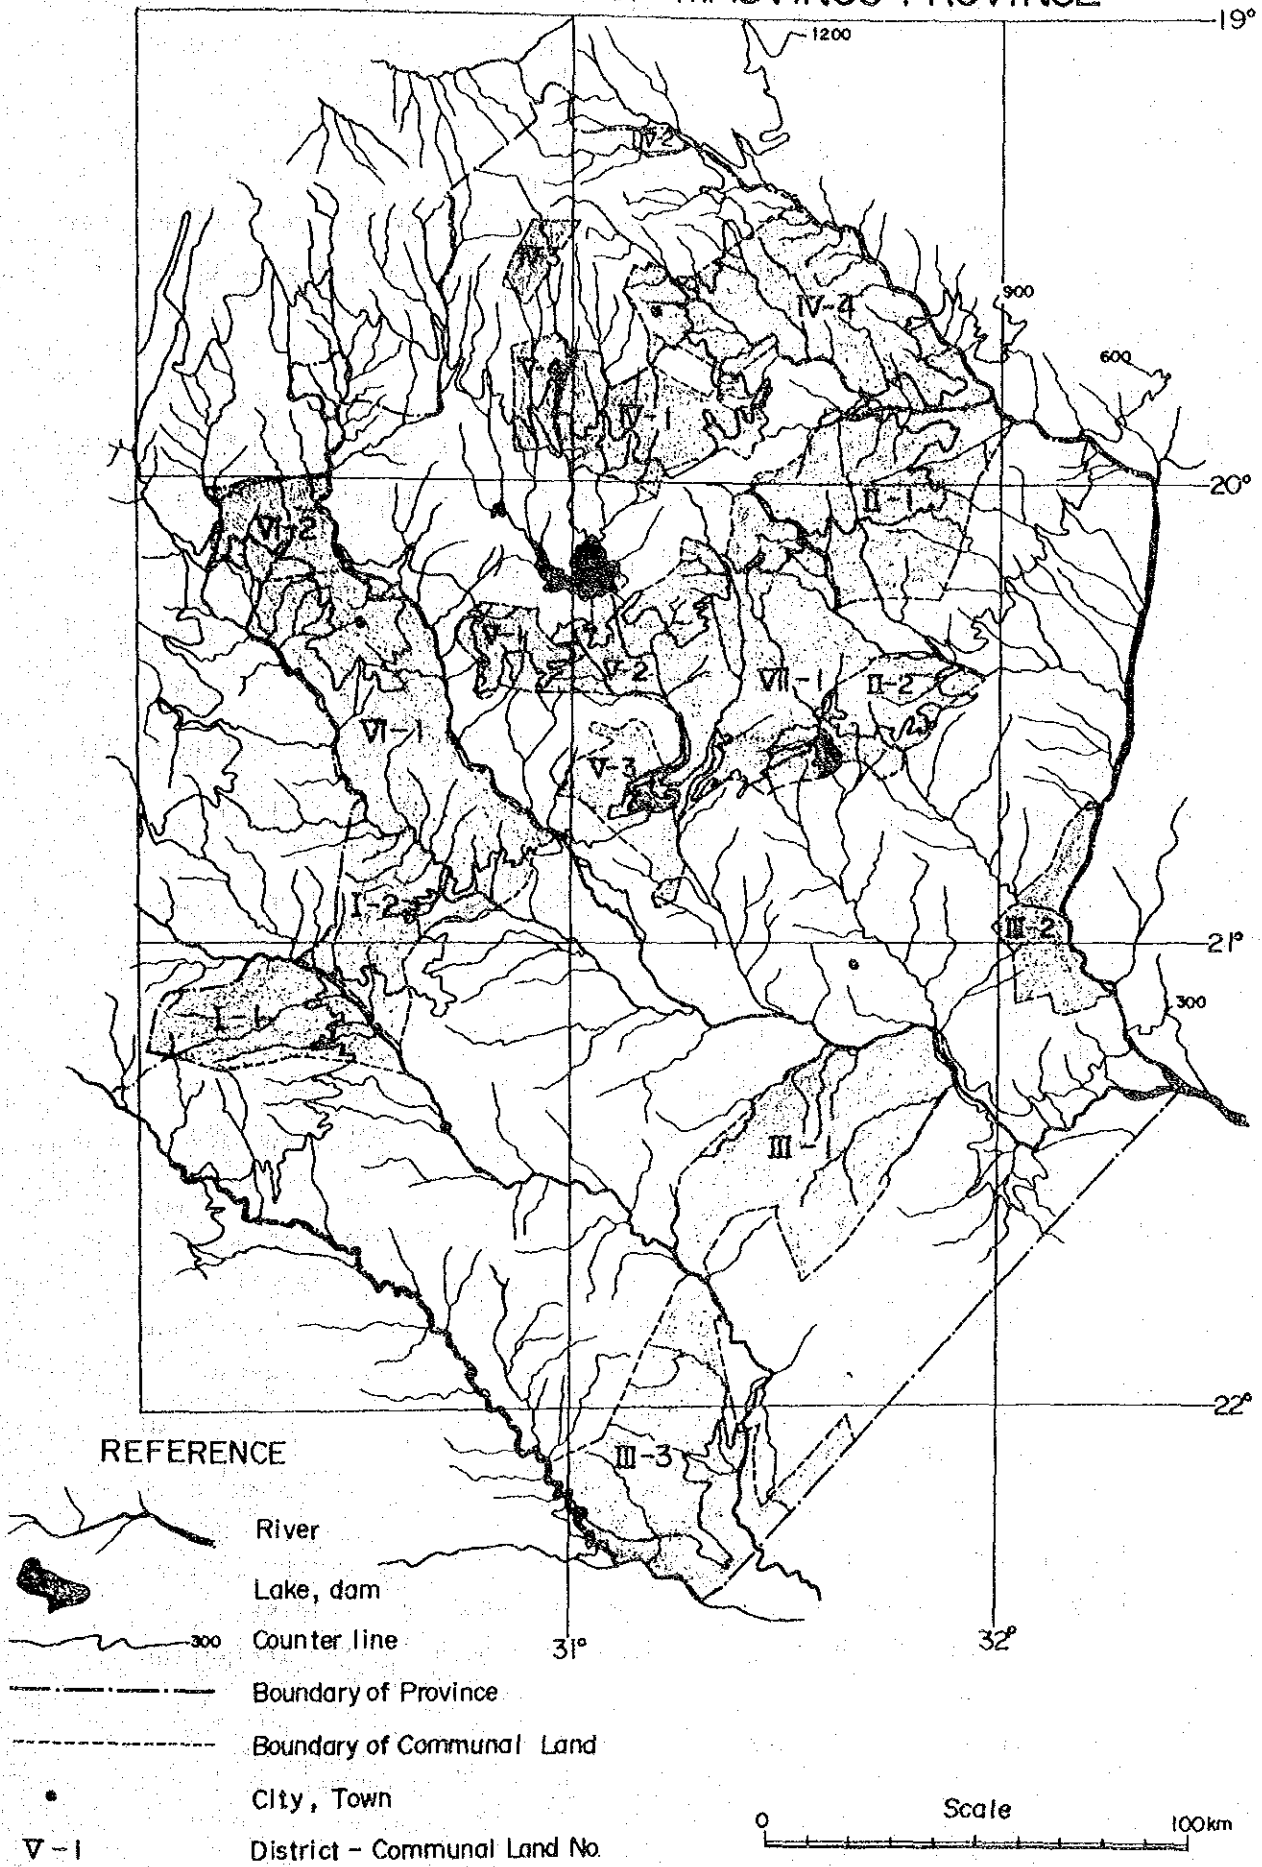 MASVINGO PROVINCE
19°
1200
IV-2
900
IV-4
600
IV-1
20°
II-1
VI-2
V-1
V-2
VII-1
II-2
VI-1
V-3
I-2
III-2
21°
I-1
300
III-1
22°
III-3
REFERENCE
River
Lake, dam
300 Counter line
31°
32°
Boundary of Province
Boundary of Communal Land
City, Town
Scale
0 100km
V-1 District - Communal Land No.